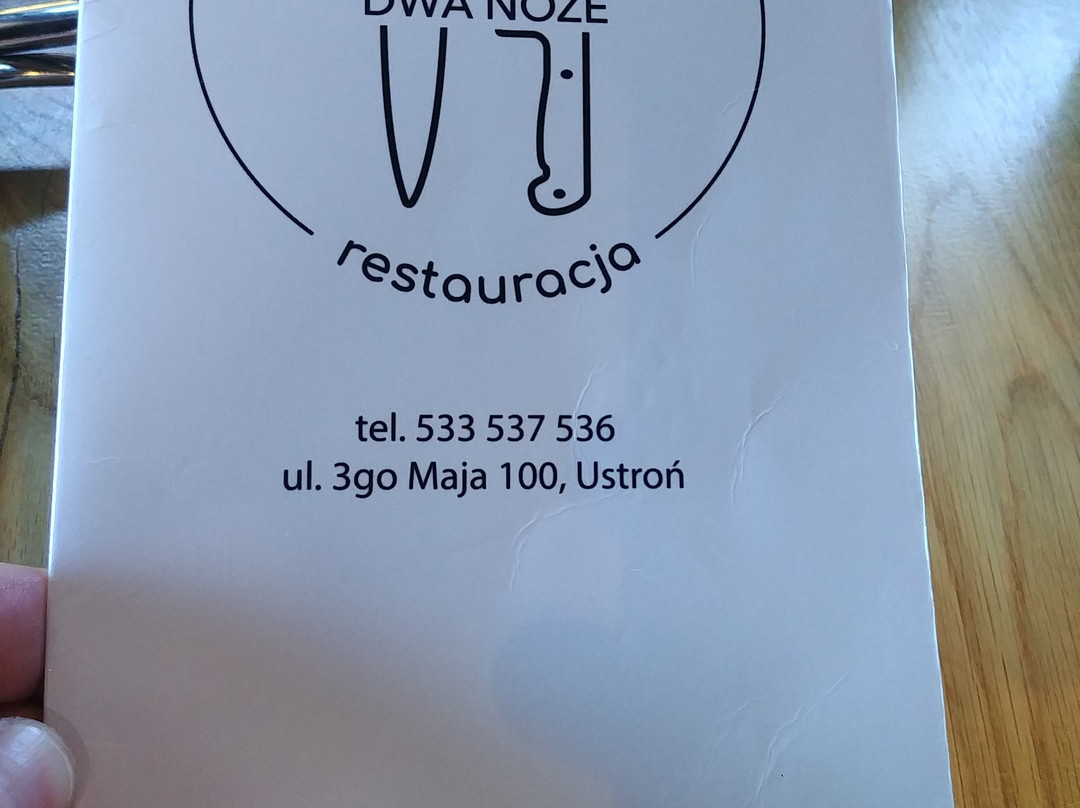 DWA NOŻE
restauracja
tel. 533 537 536
ul. 3go Maja 100, Ustroń